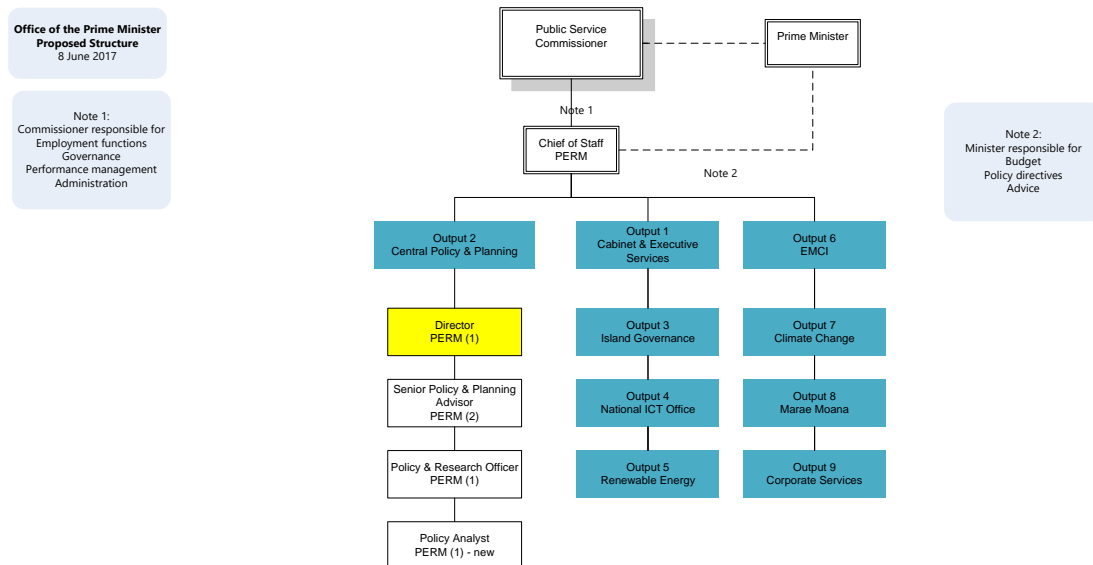 Office of the Prime Minister
Proposed Structure
8 June 2017
Public Service
Commissioner
Prime Minister
Note 1:
Commissioner responsible for
Employment functions
Governance
Performance management
Administration
Note 1
Chief of Staff
PERM
Note 2
Note 2:
Minister responsible for
Budget
Policy directives
Advice
Output 2
Central Policy & Planning
Output 1
Cabinet & Executive
Services
Output 6
EMCI
Director
PERM (1)
Output 3
Island Governance
Output 7
Climate Change
Senior Policy & Planning
Advisor
PERM (2)
Output 4
National ICT Office
Output 8
Marae Moana
Policy & Research Officer
PERM (1)
Output 5
Renewable Energy
Output 9
Corporate Services
Policy Analyst
PERM (1) - new